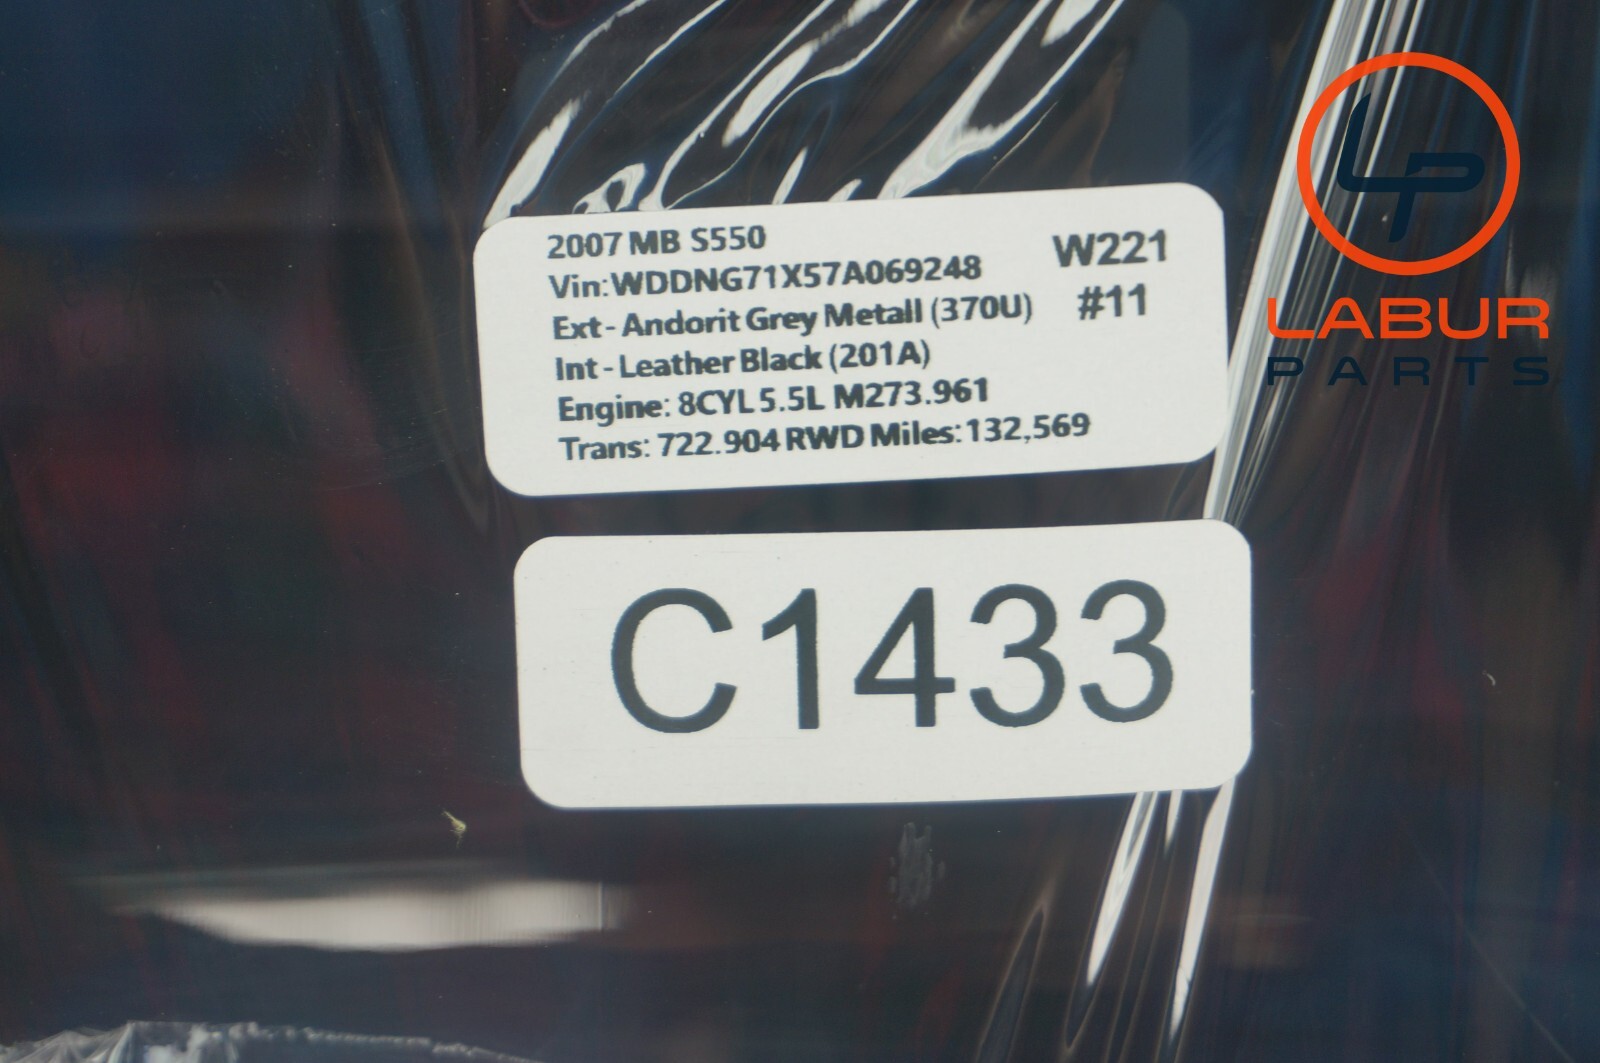 2007 MB S550
Vin:WDDNG71X57A069248
Ext - Andorit Grey Metall (370U)
Int - Leather Black (201A)
Engine: 8CYL 5.5L M273.961
Trans: 722.904 RWD Miles:132,569
W221
#11
C1433
LP
LABUR
PARTS